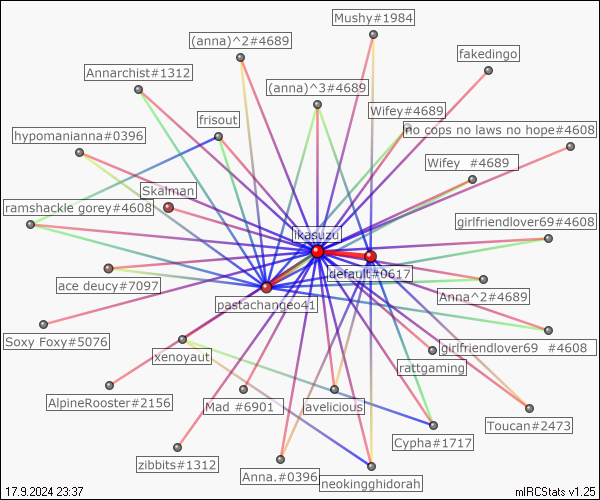 Mushy#1984
(anna)^2#4689
fakedingo
Annarchist#1312
(anna)^3#4689
Wifey#4689
frisout
no cops no laws no hope#4608
hypomanianna#0396
Wifey  #4689
Skalman
ramshackle gorey#4608
girlfriendlover69#4608
ikasuzu
default#0617
ace deucy#7097
Anna^2#4689
pastachangeo41
Soxy Foxy#5076
girlfriendlover69  #4608
xenoyaut
rattgaming
AlpineRooster#2156
Mad #6901
avelicious
Toucan#2473
Cypha#1717
zibbits#1312
Anna.#0396
neokingghidorah
17.9.2024 23:37
mIRCStats v1.25